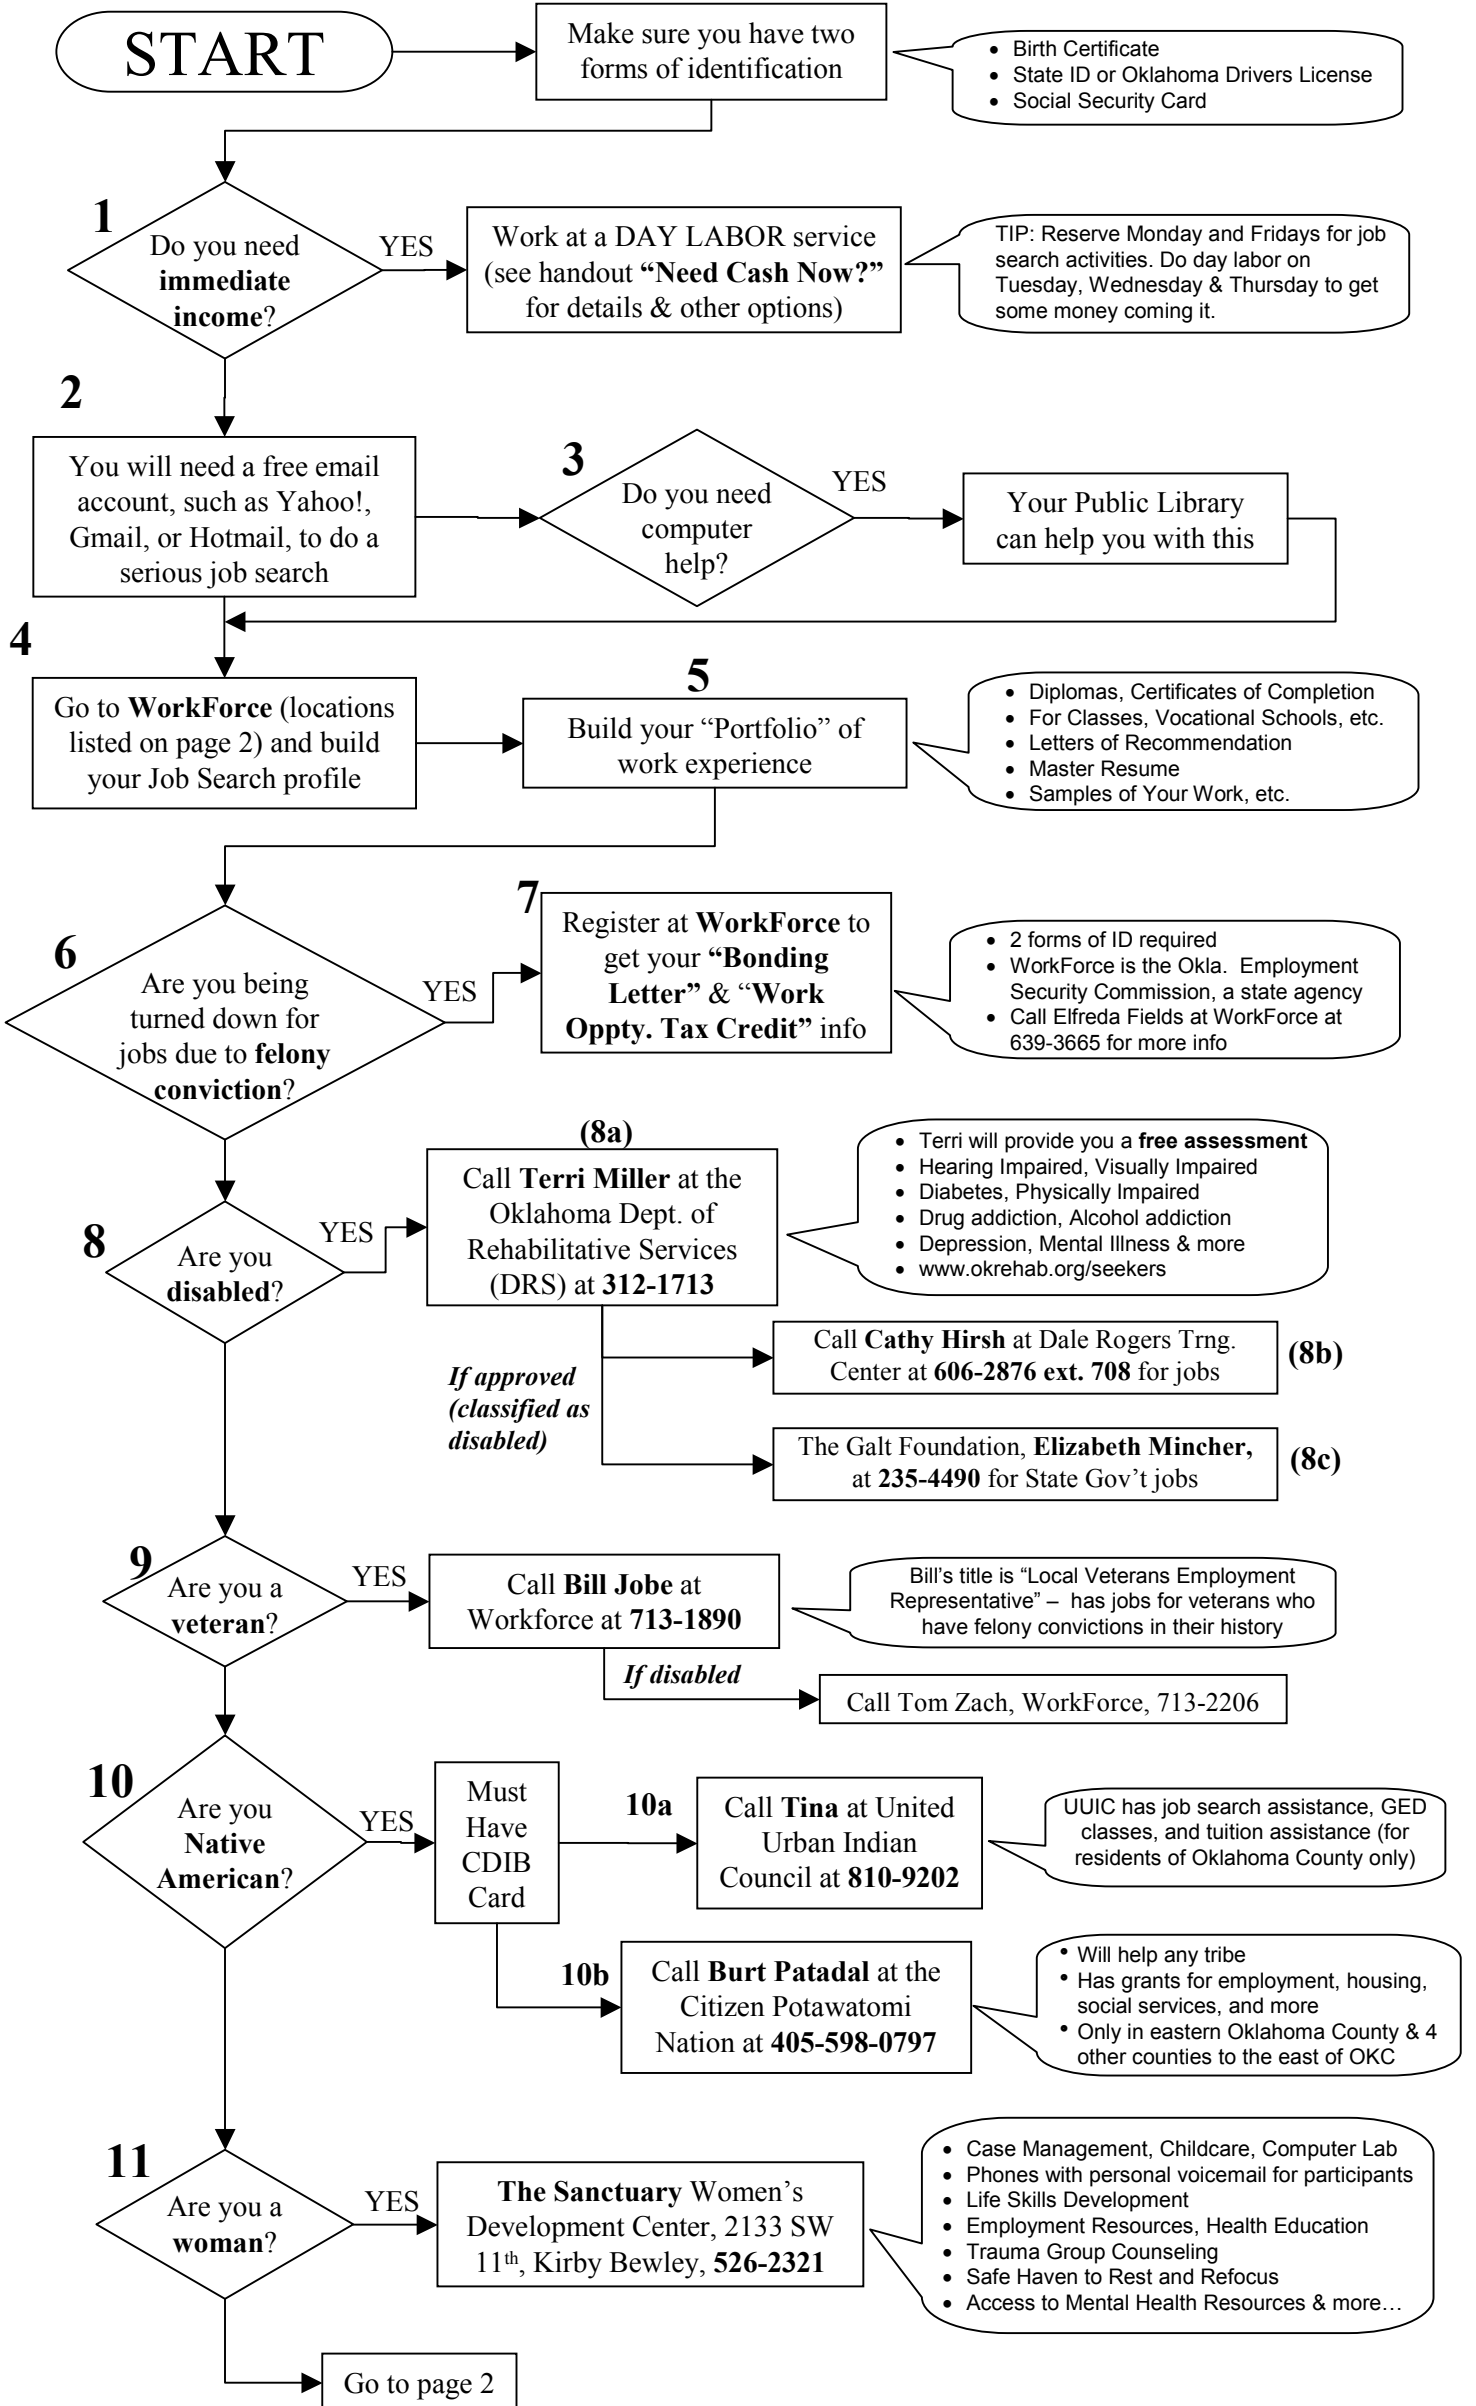 START
Make sure you have two
forms of identification
• Birth Certificate
• State ID or Oklahoma Drivers License
• Social Security Card
1
Do you need
immediate
income?
YES
Work at a DAY LABOR service
(see handout “Need Cash Now?”
for details & other options)
TIP: Reserve Monday and Fridays for job
search activities. Do day labor on
Tuesday, Wednesday & Thursday to get
some money coming it.
2
You will need a free email
account, such as Yahoo!,
Gmail, or Hotmail, to do a
serious job search
3
Do you need
computer
help?
YES
Your Public Library
can help you with this
4
Go to WorkForce (locations
listed on page 2) and build
your Job Search profile
5
Build your “Portfolio” of
work experience
• Diplomas, Certificates of Completion
• For Classes, Vocational Schools, etc.
• Letters of Recommendation
• Master Resume
• Samples of Your Work, etc.
6
Are you being
turned down for
jobs due to felony
conviction?
YES
7
Register at WorkForce to
get your “Bonding
Letter” & “Work
Oppty. Tax Credit” info
• 2 forms of ID required
• WorkForce is the Okla. Employment
Security Commission, a state agency
• Call Elfreda Fields at WorkForce at
639-3665 for more info
8
Are you
disabled?
YES
(8a)
Call Terri Miller at the
Oklahoma Dept. of
Rehabilitative Services
(DRS) at 312-1713
• Terri will provide you a free assessment
• Hearing Impaired, Visually Impaired
• Diabetes, Physically Impaired
• Drug addiction, Alcohol addiction
• Depression, Mental Illness & more
• www.okrehab.org/seekers
If approved
(classified as
disabled)
Call Cathy Hirsh at Dale Rogers Trng.
Center at 606-2876 ext. 708 for jobs
(8b)
The Galt Foundation, Elizabeth Mincher,
at 235-4490 for State Gov’t jobs
(8c)
9
Are you a
veteran?
YES
Call Bill Jobe at
Workforce at 713-1890
Bill’s title is “Local Veterans Employment
Representative” – has jobs for veterans who
have felony convictions in their history
If disabled
Call Tom Zach, WorkForce, 713-2206
10
Are you
Native
American?
YES
Must
Have
CDIB
Card
10a
Call Tina at United
Urban Indian
Council at 810-9202
UUIC has job search assistance, GED
classes, and tuition assistance (for
residents of Oklahoma County only)
10b
Call Burt Patadal at the
Citizen Potawatomi
Nation at 405-598-0797
• Will help any tribe
• Has grants for employment, housing,
social services, and more
• Only in eastern Oklahoma County & 4
other counties to the east of OKC
11
Are you a
woman?
YES
The Sanctuary Women’s
Development Center, 2133 SW
11th, Kirby Bewley, 526-2321
• Case Management, Childcare, Computer Lab
• Phones with personal voicemail for participants
• Life Skills Development
• Employment Resources, Health Education
• Trauma Group Counseling
• Safe Haven to Rest and Refocus
• Access to Mental Health Resources & more…
Go to page 2